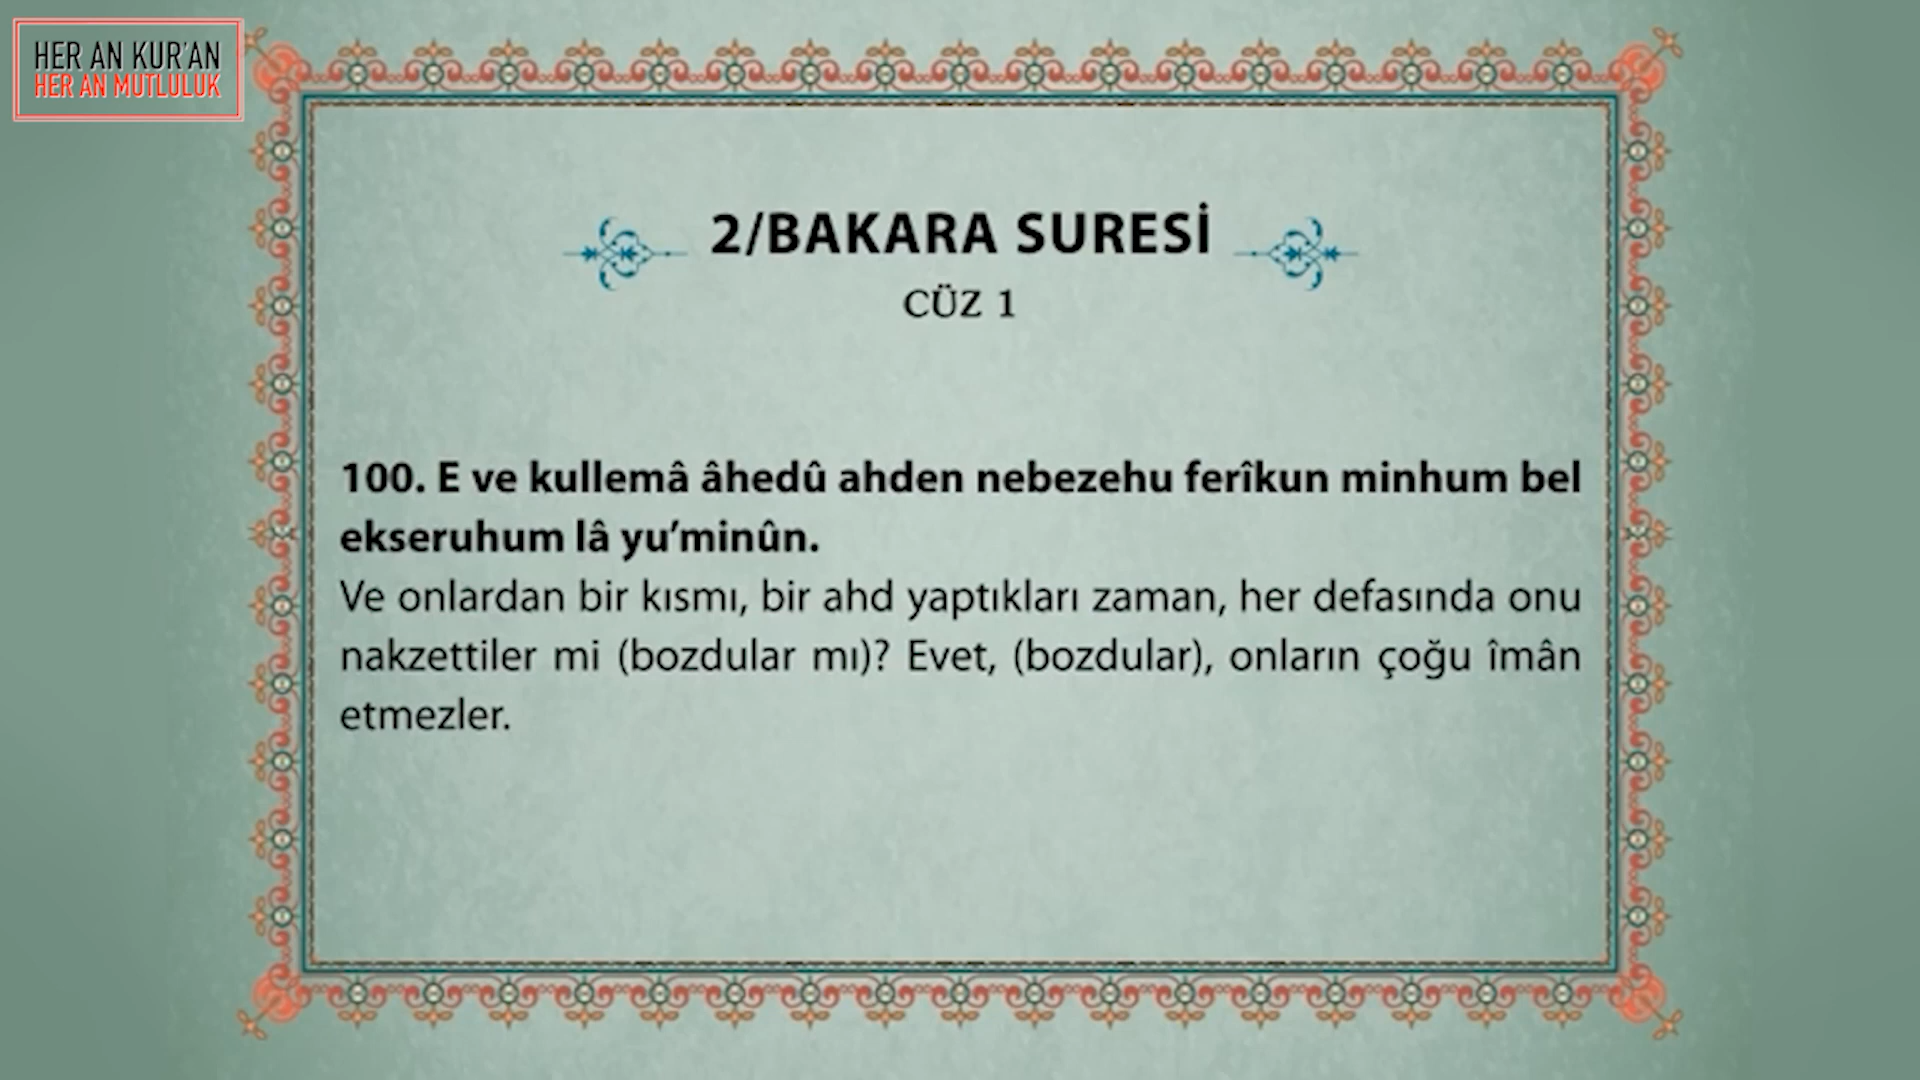 HER AN KUR'AN
HER AN MUTLULUK
2/BAKARA SURESİ
CÜZ 1
100. E ve kullemâ âhedû ahden nebezehu ferîkun minhum bel
ekseruhum lâ yu’minûn.
Ve onlardan bir kısmı, bir ahd yaptıkları zaman, her defasında onu
nakzettiler mi (bozdular mı)? Evet, (bozdular), onların çoğu îmân
etmezler.